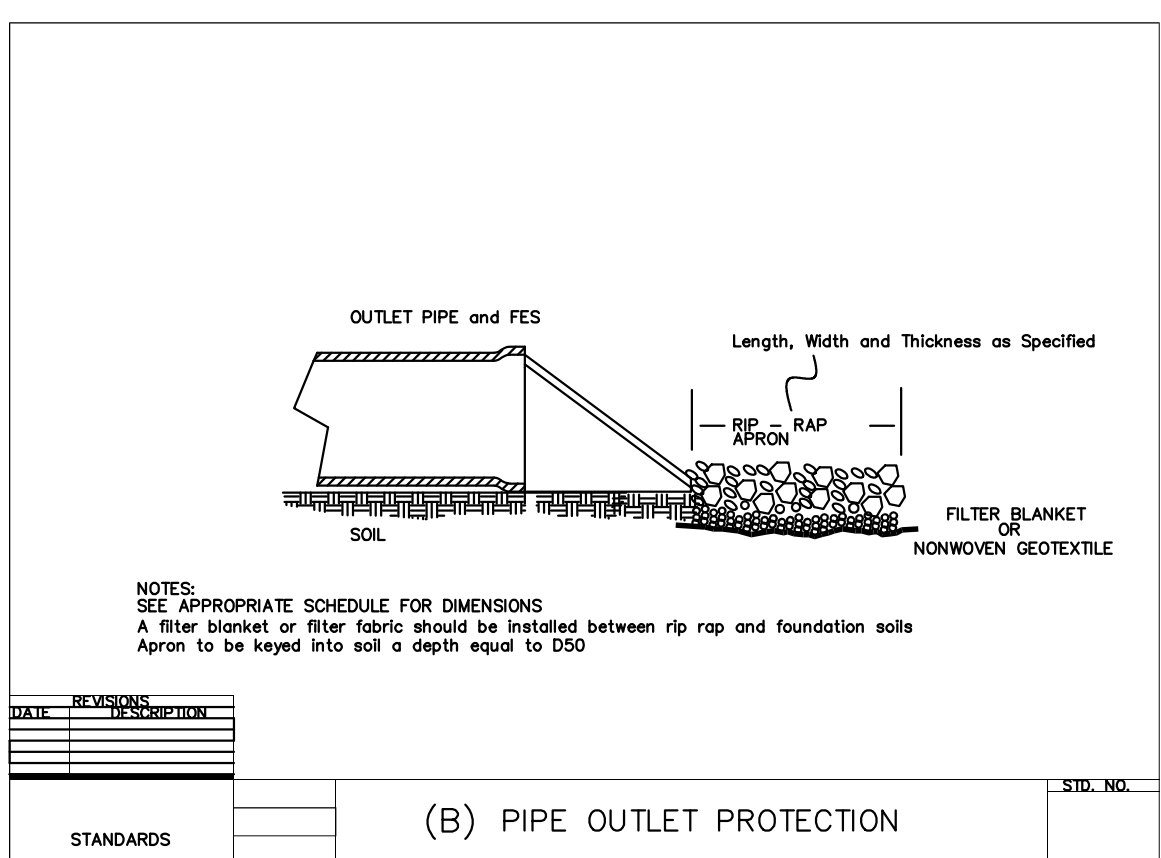 OUTLET PIPE and FES
Length, Width and Thickness as Specified
RIP - RAP
APRON
FILTER BLANKET
OR
NONWOVEN GEOTEXTILE
SOIL
NOTES:
SEE APPROPRIATE SCHEDULE FOR DIMENSIONS
A filter blanket or filter fabric should be installed between rip rap and foundation soils
Apron to be keyed into soil a depth equal to D50
REVISIONS
DATE DESCRIPTION
STANDARDS
(B) PIPE OUTLET PROTECTION
STD. NO.